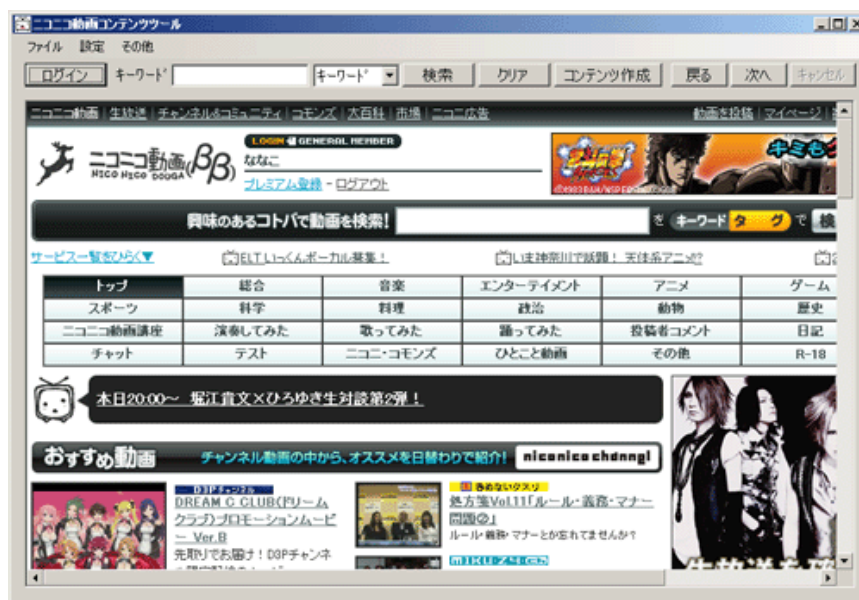 ニコニコ動画コンテンツツール
ファイル 設定 その他
ログイン キーワード キーワード 検索 クリア コンテンツ作成 戻る 次へ キャンセル
ニコニコ動画 | 生放送 | チャンネル&コミュニティ | コモンズ | 大百科 | 市場 | ニコニ広告 動画を投稿 | マイページ |
LOGIN GENERAL MEMBER
ニコニコ動画(ββ) ななこ
NICO NICO DOUGA
プレミアム登録 - ログアウト
興味のあるコトバで動画を検索! を キーワード タグ で 検
サービス一覧をひらく▼ ELTいっくんボーカル募集! いま神奈川で話題! 天体系アニメ!?
トップ 総合 音楽 エンターテイメント アニメ ゲーム
スポーツ 科学 料理 政治 動物 歴史
ニコニコ動画講座 演奏してみた 歌ってみた 踊ってみた 投稿者コメント 日記
チャット テスト ニコニ・コモンズ ひとこと動画 その他 R-18
本日20:00~ 堀江貴文×ひろゆき生対談第2弾!
おすすめ動画 チャンネル動画の中から、オススメを日替わりで紹介! niconico channel
D3Pチャンネル
DREAM C CLUB(ドリームクラブ)プロモーションムービー Ver.B
先取りでお届け!D3Pチャンネ
きめないクスリ
処方箋Vol.11「ルール・義務・マナー問題②」
ルール・義務・マナーとか忘れてませんか?